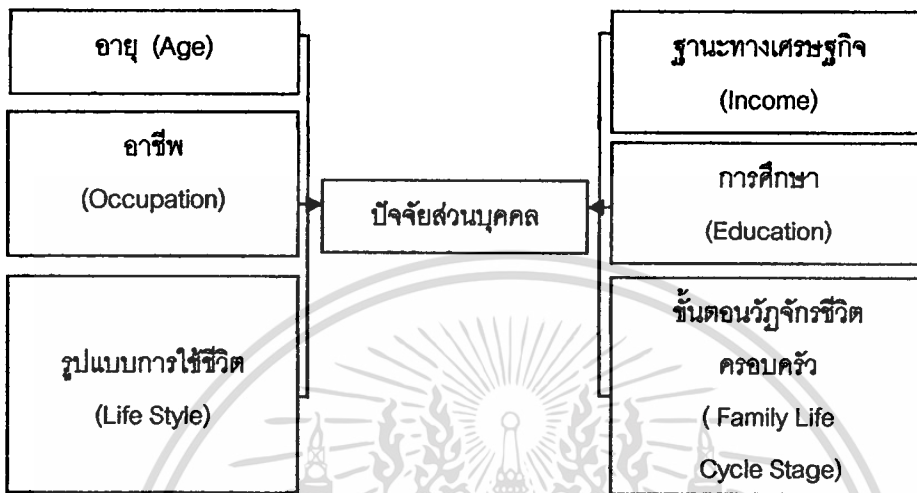 อายุ (Age)
อาชีพ
(Occupation)
รูปแบบการใช้ชีวิต
(Life Style)
ปัจจัยส่วนบุคคล
ฐานะทางเศรษฐกิจ
(Income)
การศึกษา
(Education)
ขั้นตอนวัฏจักรชีวิต
ครอบครัว
( Family Life
Cycle Stage)